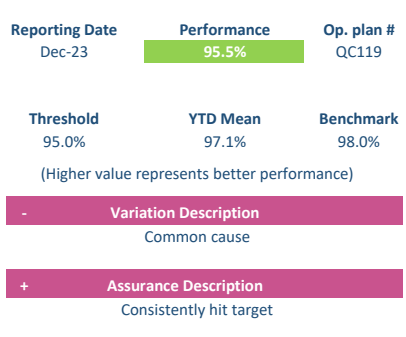 Reporting Date Performance Op. plan #
Dec-23 95.5% QC119
Threshold YTD Mean Benchmark
95.0% 97.1% 98.0%
(Higher value represents better performance)
- Variation Description
Common cause
+ Assurance Description
Consistently hit target